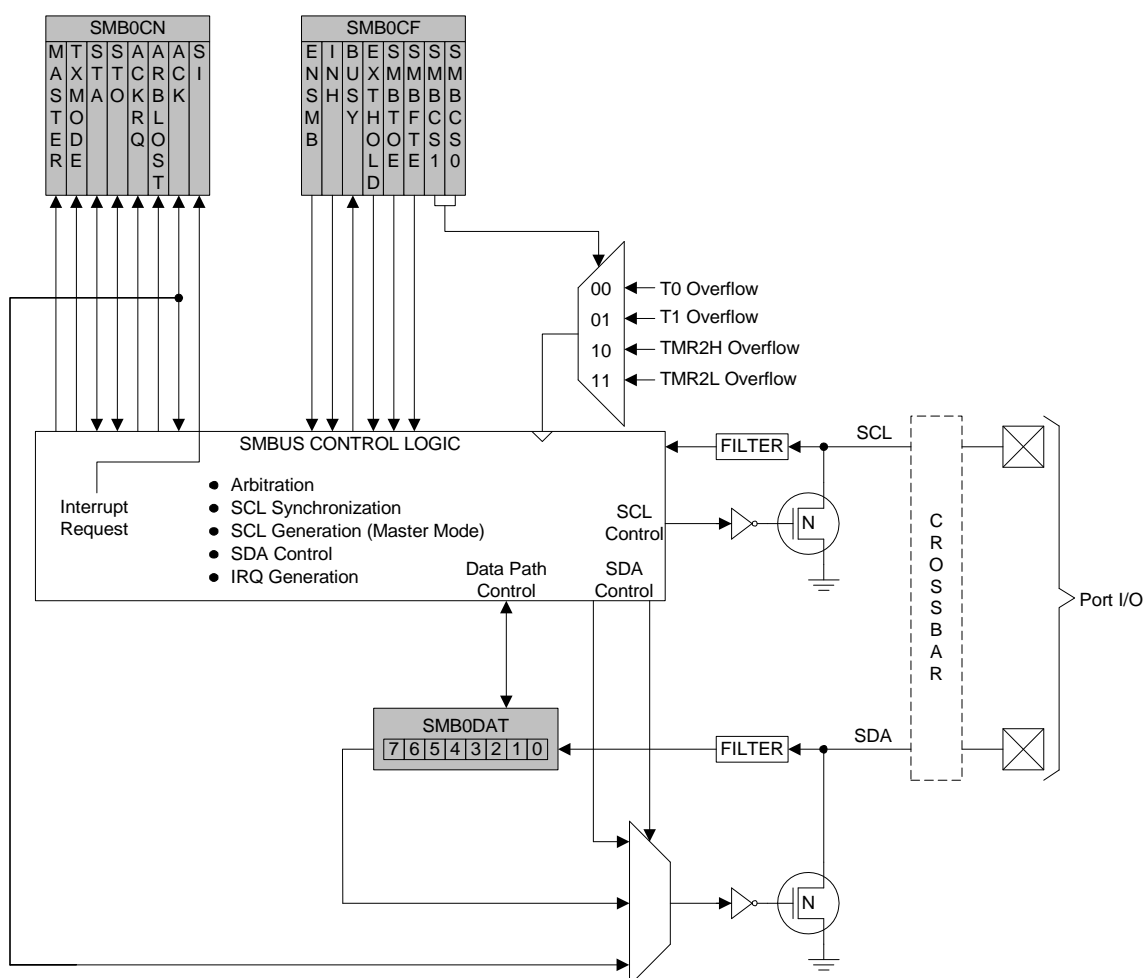 SMB0CN
MASTER
TXMODE
STA
STO
ACKRQ
ARBLOST
ACK
SI
SMB0CF
ENSMB
INH
BUSY
EXTHOLD
SMBTOE
SMBFTE
SMBCS1
SMBCS0
00
T0 Overflow
01
T1 Overflow
10
TMR2H Overflow
11
TMR2L Overflow
SMBUS CONTROL LOGIC
Interrupt
Request
● Arbitration
● SCL Synchronization
● SCL Generation (Master Mode)
● SDA Control
● IRQ Generation
SCL
Control
Data Path
Control
SDA
Control
FILTER
SCL
N
CROSSBAR
Port I/O
SMB0DAT
7 6 5 4 3 2 1 0
FILTER
SDA
N